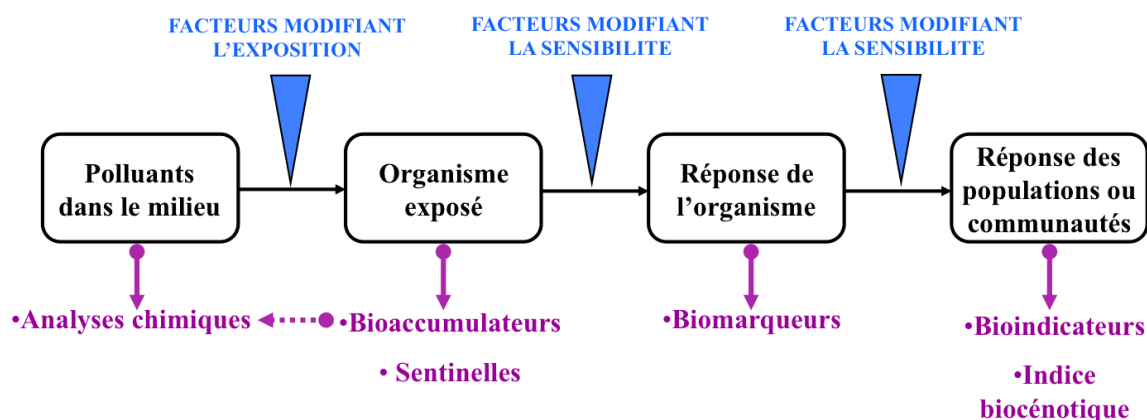 FACTEURS MODIFIANT
L'EXPOSITION
FACTEURS MODIFIANT
LA SENSIBILITE
FACTEURS MODIFIANT
LA SENSIBILITE
Polluants
dans le milieu
Organisme
exposé
Réponse de
l'organisme
Réponse des
populations ou
communautés
•Analyses chimiques
•Bioaccumulateurs
• Sentinelles
•Biomarqueurs
•Bioindicateurs
•Indice
biocénotique